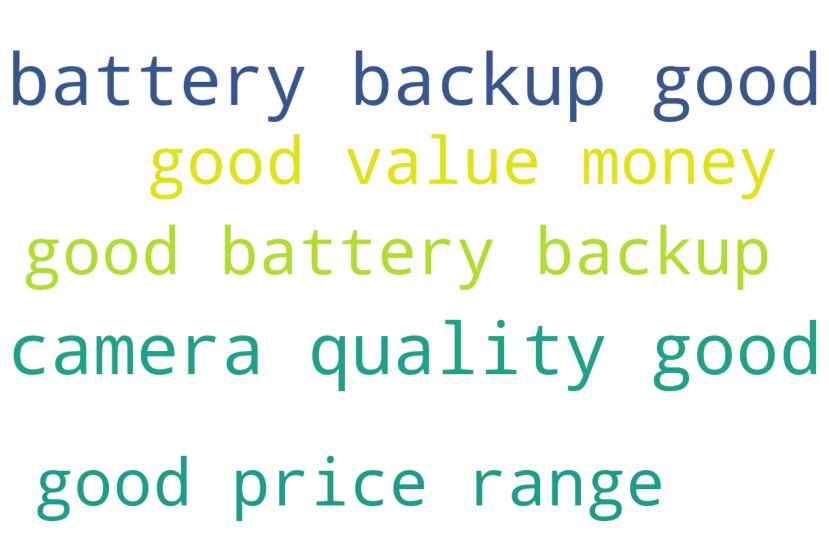 battery backup good
good value money
good battery backup
camera quality good
good price range